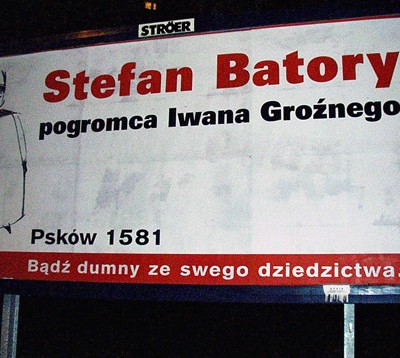 STRÖER
Stefan Batory
pogromca Iwana Groźnego
Psków 1581
Bądź dumny ze swego dziedzictwa.